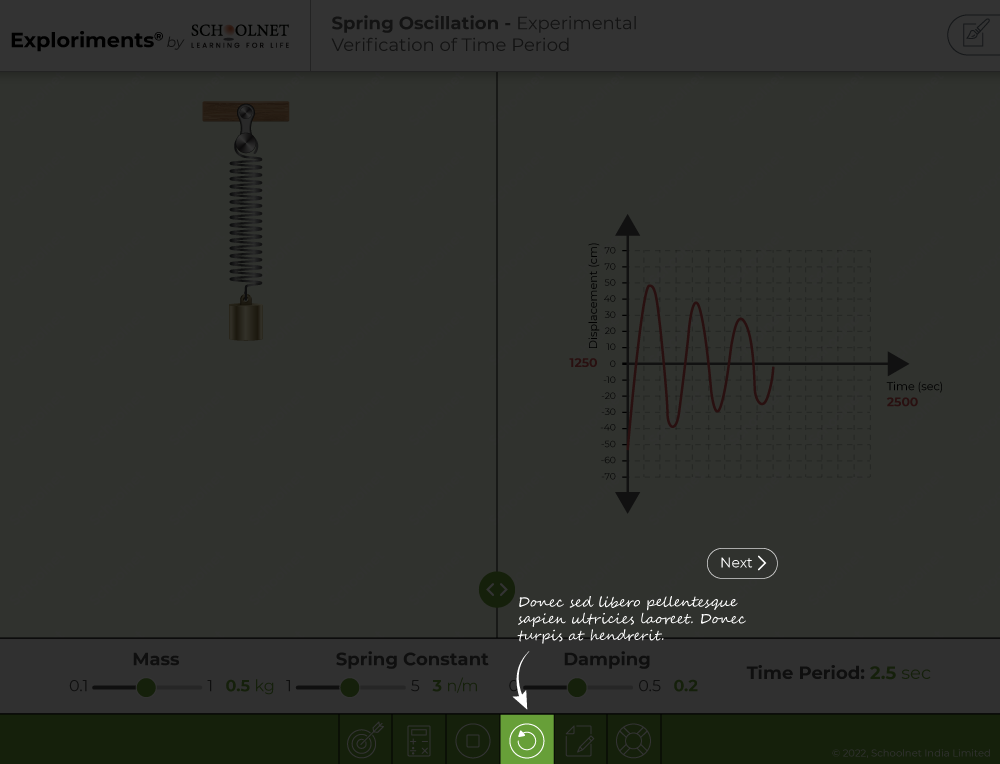 Exploriments® by SCHOOLNET
LEARNING FOR LIFE
Spring Oscillation - Experimental
Verification of Time Period
Displacement (cm)
70
70
50
40
30
20
10
1250 0
-10
-20
-30
-40
-50
-60
-70
Time (sec)
2500
Next
Donec sed libero pellentesque
sapien ultricies laoreet. Donec
turpis at hendrerit.
Mass
0.1 1 0.5 kg
Spring Constant
1 5 3 n/m
Damping
0 0.5 0.2
Time Period: 2.5 sec
© 2022, Schoolnet India Limited